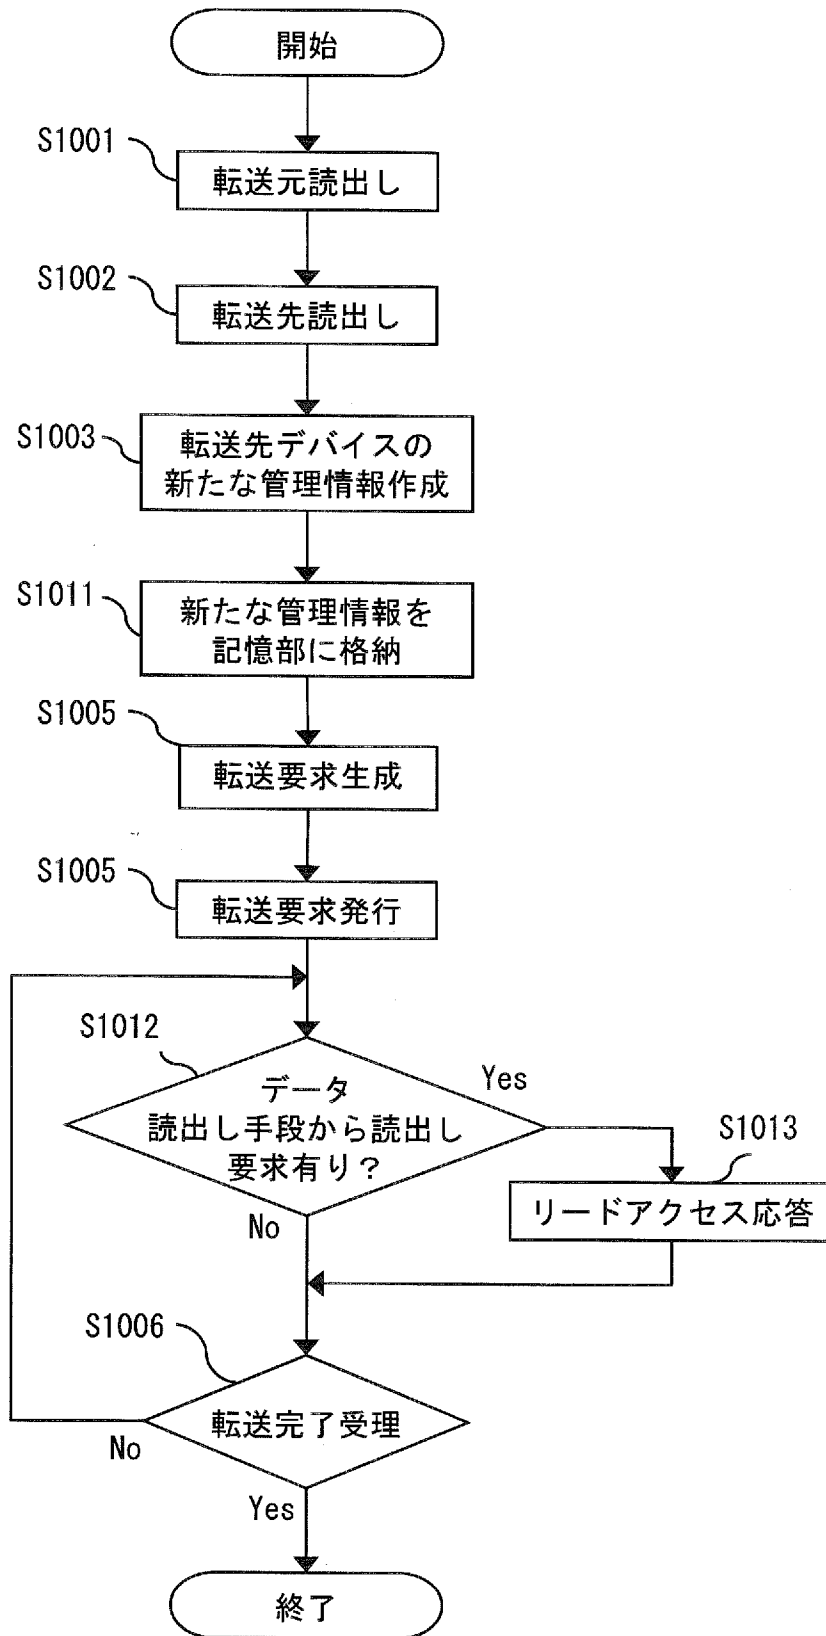 開始
S1001
転送元読出し
S1002
転送先読出し
S1003
転送先デバイスの
新たな管理情報作成
S1011
新たな管理情報を
記憶部に格納
S1005
転送要求生成
S1005
転送要求発行
S1012
データ
読出し手段から読出し
要求有り?
Yes
No
S1013
リードアクセス応答
S1006
転送完了受理
No
Yes
終了